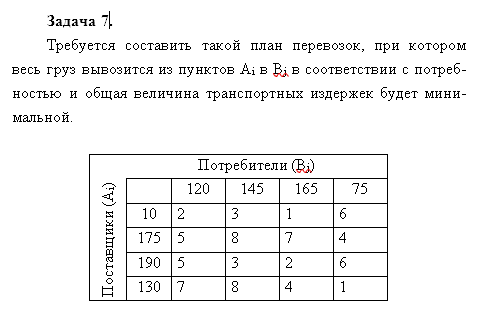 Задача 7.
Требуется составить такой план перевозок, при котором
весь груз вывозится из пунктов Ai в Bi в соответствии с потреб-
ностью и общая величина транспортных издержек будет мини-
мальной.
Потребители (Bi)
Поставщики (Ai)
120 145 165 75
10 2 3 1 6
175 5 8 7 4
190 5 3 2 6
130 7 8 4 1